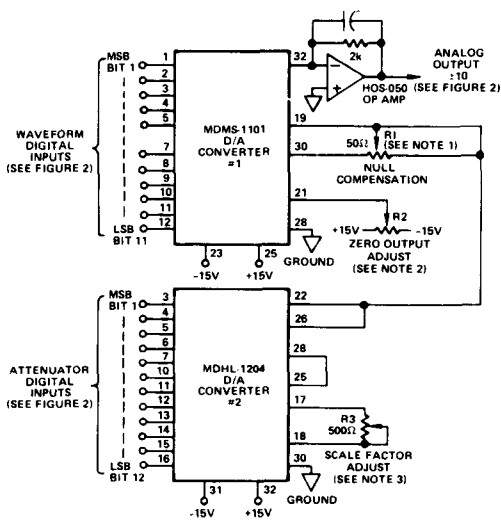 MSB
BIT 1
1
2
3
4
5
7
8
9
10
11
12
LSB
BIT 11
WAVEFORM
DIGITAL
INPUTS
(SEE FIGURE 2)
MDMS-1101
D/A
CONVERTER
#1
32
19
30
21
28
23
25
-15V
+15V
2k
HOS-050
OP AMP
ANALOG
OUTPUT
±10
(SEE FIGURE 2)
50Ω
R1
(SEE NOTE 1)
NULL
COMPENSATION
R2
+15V
-15V
ZERO OUTPUT
ADJUST
(SEE NOTE 2)
GROUND
MSB
BIT 1
3
4
5
6
7
10
11
12
13
14
15
16
LSB
BIT 12
ATTENUATOR
DIGITAL
INPUTS
(SEE FIGURE 2)
MDHL-1204
D/A
CONVERTER
#2
22
26
28
25
17
18
30
31
32
-15V
+15V
R3
500Ω
SCALE FACTOR
ADJUST
(SEE NOTE 3)
GROUND